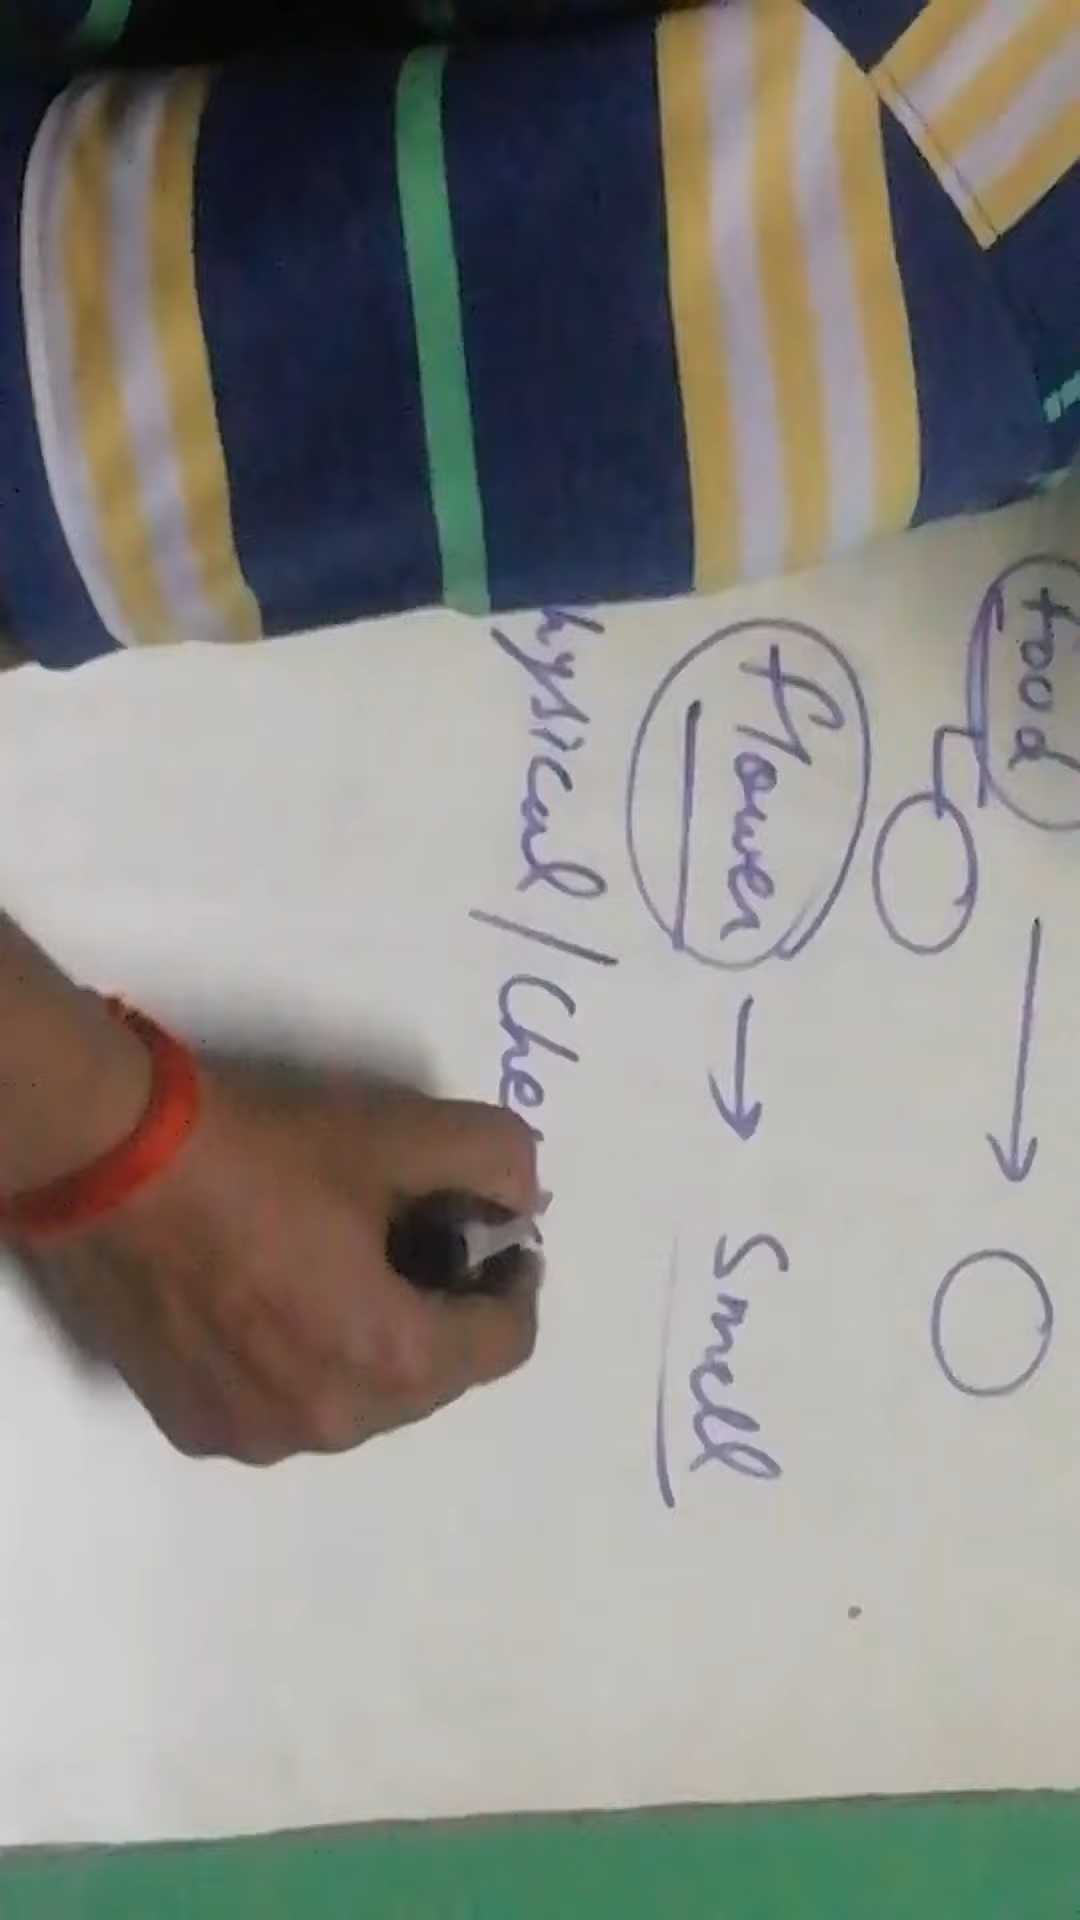 food →
flower → Smell
hysical / Che